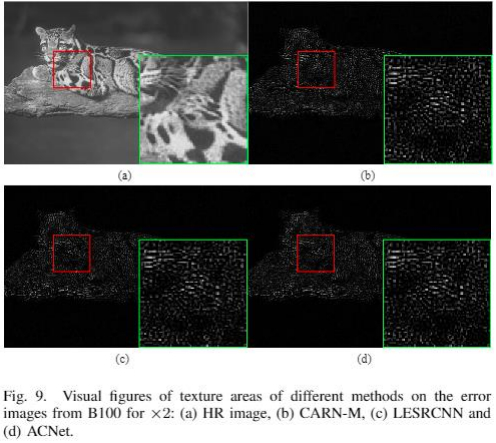 (a)
(b)
(c)
(d)
Fig. 9. Visual figures of texture areas of different methods on the error
images from B100 for ×2: (a) HR image, (b) CARN-M, (c) LESRCNN and
(d) ACNet.